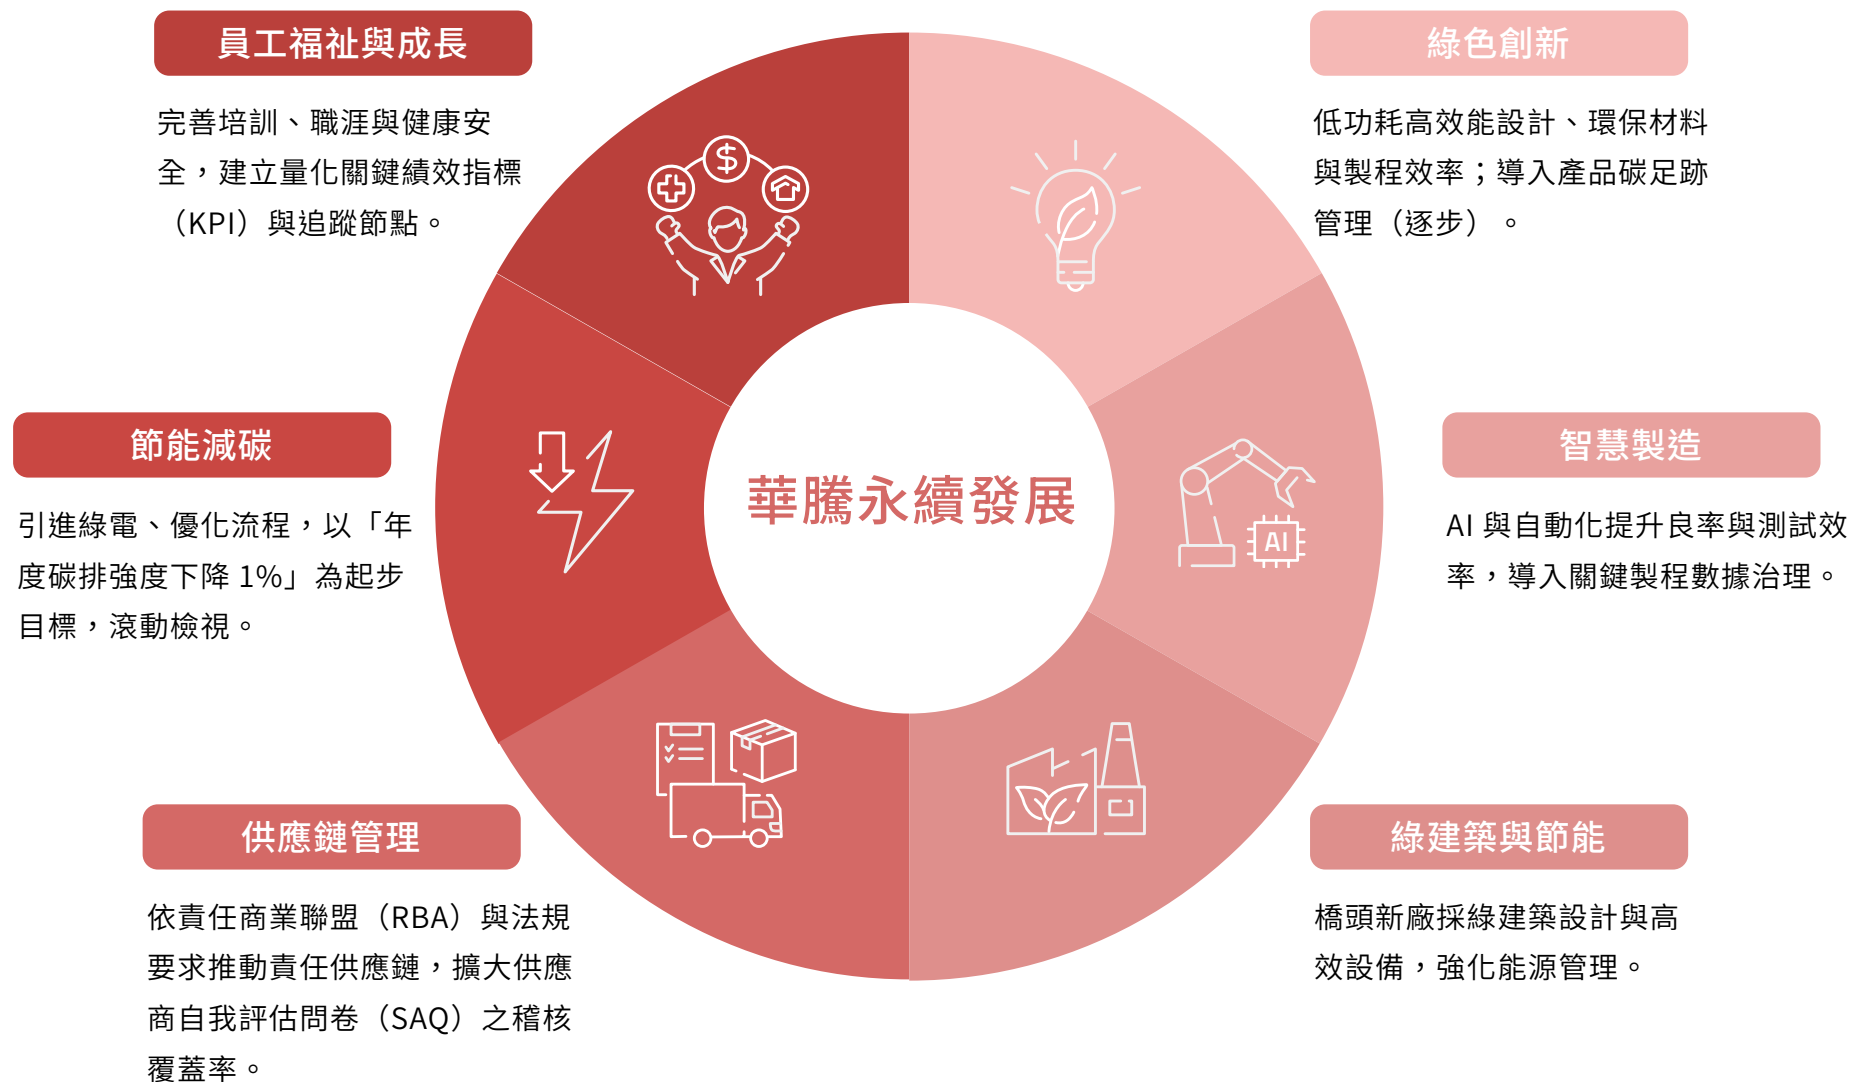 員工福祉與成長
完善培訓、職涯與健康安
全，建立量化關鍵績效指標
（KPI）與追蹤節點。
綠色創新
低功耗高效能設計、環保材料
與製程效率；導入產品碳足跡
管理（逐步）。
節能減碳
引進綠電、優化流程，以「年
度碳排強度下降 1%」為起步
目標，滾動檢視。
華騰永續發展
智慧製造
AI 與自動化提升良率與測試效
率，導入關鍵製程數據治理。
AI
供應鏈管理
依責任商業聯盟（RBA）與法規
要求推動責任供應鏈，擴大供應
商自我評估問卷（SAQ）之稽核
覆蓋率。
綠建築與節能
橋頭新廠採綠建築設計與高
效設備，強化能源管理。